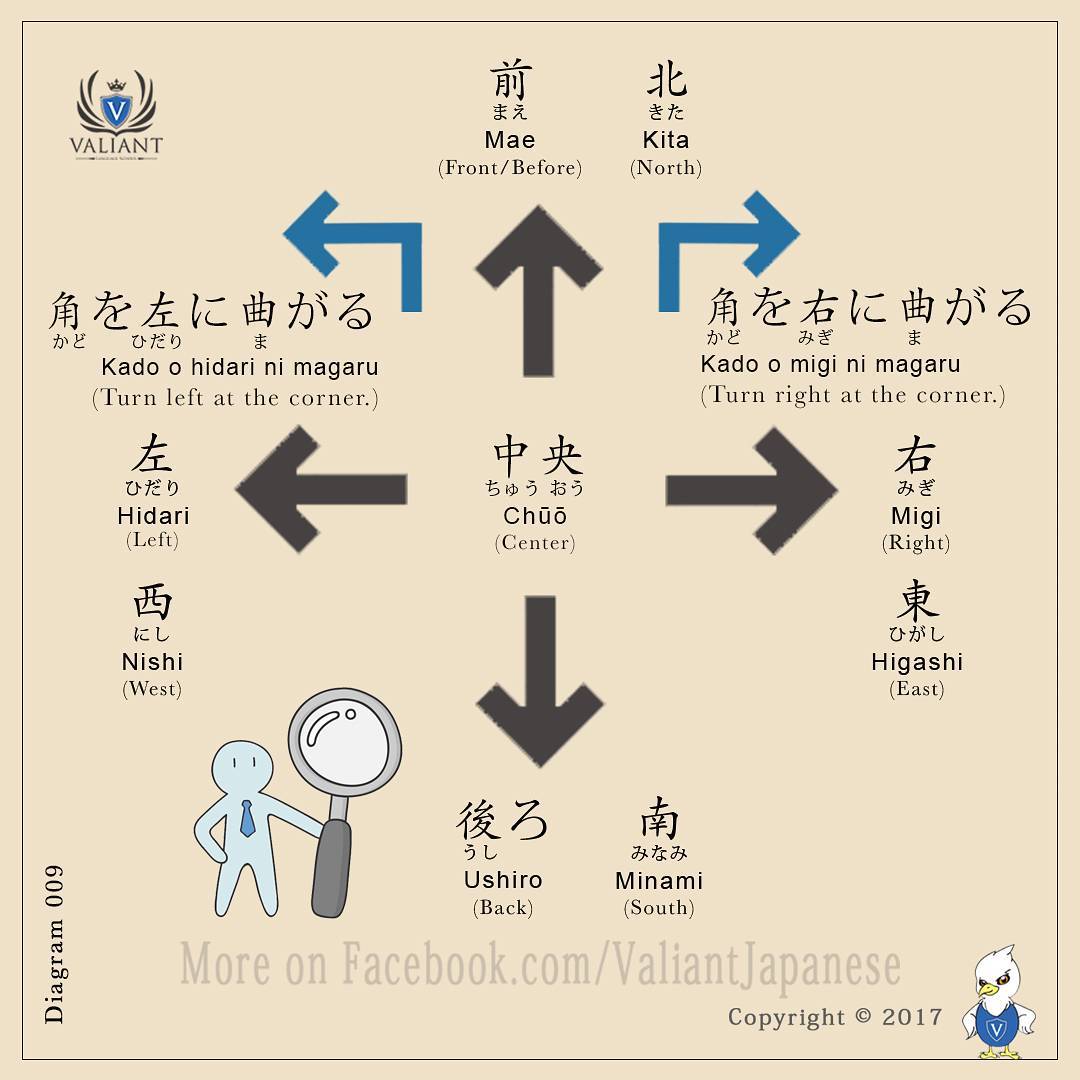 VALIANT
LANGUAGE SCHOOL
前
まえ
Mae
(Front/Before)
北
きた
Kita
(North)
角を左に曲がる
かど ひだり ま
Kado o hidari ni magaru
(Turn left at the corner.)
角を右に曲がる
かど みぎ ま
Kado o migi ni magaru
(Turn right at the corner.)
左
ひだり
Hidari
(Left)
中央
ちゅう おう
Chūō
(Center)
右
みぎ
Migi
(Right)
西
にし
Nishi
(West)
東
ひがし
Higashi
(East)
後ろ
うし
Ushiro
(Back)
南
みなみ
Minami
(South)
Diagram 009
More on Facebook.com/ValiantJapanese
Copyright © 2017